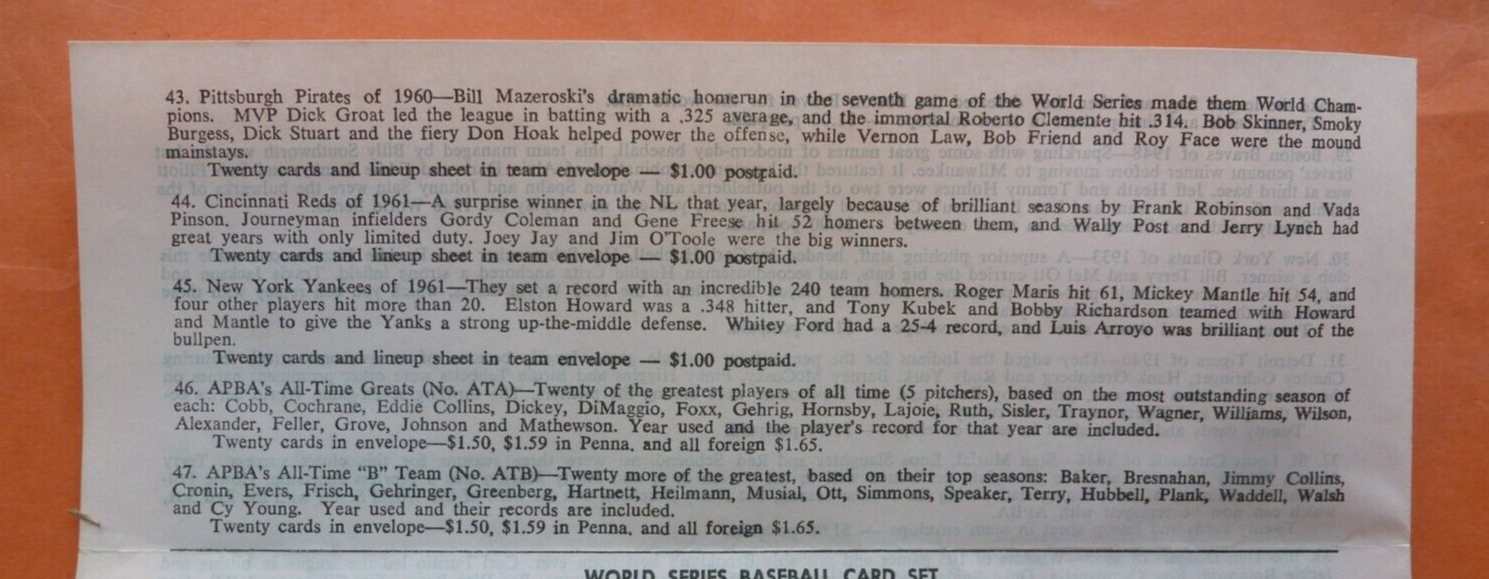 43. Pittsburgh Pirates of 1960—Bill Mazeroski's dramatic homerun in the seventh game of the World Series made them World Cham-
pions. MVP Dick Groat led the league in batting with a .325 average, and the immortal Roberto Clemente hit .314. Bob Skinner, Smoky
Burgess, Dick Stuart and the fiery Don Hoak helped power the offense, while Vernon Law, Bob Friend and Roy Face were the mound
mainstays.
Twenty cards and lineup sheet in team envelope — $1.00 postpaid.
44. Cincinnati Reds of 1961—A surprise winner in the NL that year, largely because of brilliant seasons by Frank Robinson and Vada
Pinson. Journeyman infielders Gordy Coleman and Gene Freese hit 52 homers between them, and Wally Post and Jerry Lynch had
great years with only limited duty. Joey Jay and Jim O'Toole were the big winners.
Twenty cards and lineup sheet in team envelope — $1.00 postpaid.
45. New York Yankees of 1961—They set a record with an incredible 240 team homers. Roger Maris hit 61, Mickey Mantle hit 54, and
four other players hit more than 20. Elston Howard was a .348 hitter, and Tony Kubek and Bobby Richardson teamed with Howard
and Mantle to give the Yanks a strong up-the-middle defense. Whitey Ford had a 25-4 record, and Luis Arroyo was brilliant out of the
bullpen.
Twenty cards and lineup sheet in team envelope — $1.00 postpaid.
46. APBA's All-Time Greats (No. ATA)—Twenty of the greatest players of all time (5 pitchers), based on the most outstanding season of
each: Cobb, Cochrane, Eddie Collins, Dickey, DiMaggio, Foxx, Gehrig, Hornsby, Lajoie, Ruth, Sisler, Traynor, Wagner, Williams, Wilson,
Alexander, Feller, Grove, Johnson and Mathewson. Year used and the player's record for that year are included.
Twenty cards in envelope—$1.50, $1.59 in Penna. and all foreign $1.65.
47. APBA's All-Time "B" Team (No. ATB)—Twenty more of the greatest, based on their top seasons: Baker, Bresnahan, Jimmy Collins,
Cronin, Evers, Frisch, Gehringer, Greenberg, Hartnett, Heilmann, Musial, Ott, Simmons, Speaker, Terry, Hubbell, Plank, Waddell, Walsh
and Cy Young. Year used and their records are included.
Twenty cards in envelope—$1.50, $1.59 in Penna. and all foreign $1.65.
WORLD SERIES BASEBALL CARD SET